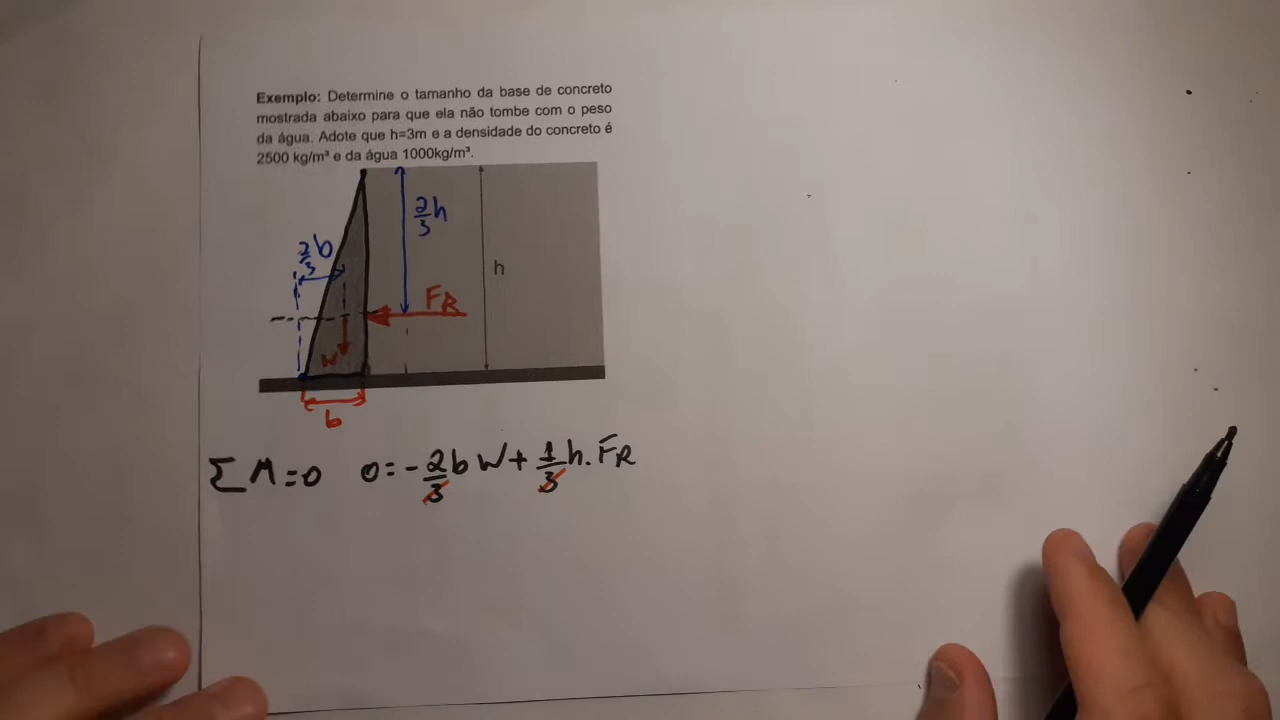 Exemplo: Determine o tamanho da base de concreto
mostrada abaixo para que ela não tombe com o peso
da água. Adote que h=3m e a densidade do concreto é
2500 kg/m³ e da água 1000kg/m³.
2/3 h
2/3 b
h
FR
W
b
ΣM=0 0=-2/3 b W+1/3 h.FR